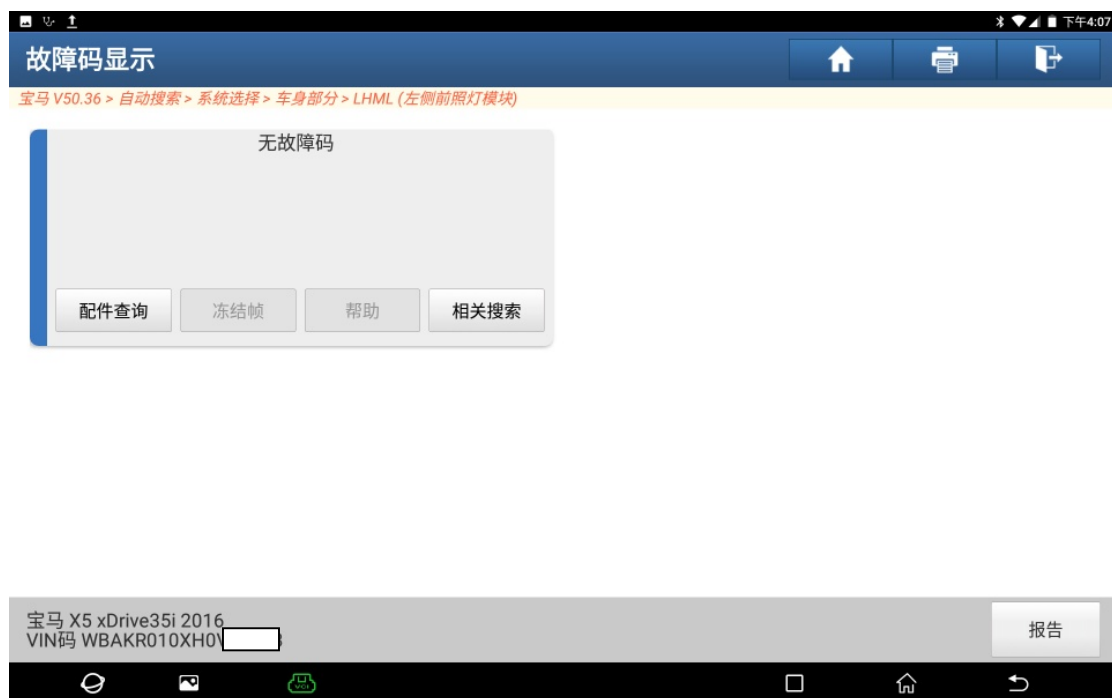 下午4:07
故障码显示
宝马 V50.36 > 自动搜索 > 系统选择 > 车身部分 > LHML (左侧前照灯模块)
无故障码
配件查询 冻结帧 帮助 相关搜索
宝马 X5 xDrive35i 2016
VIN码 WBAKR010XH0V
报告
VCI